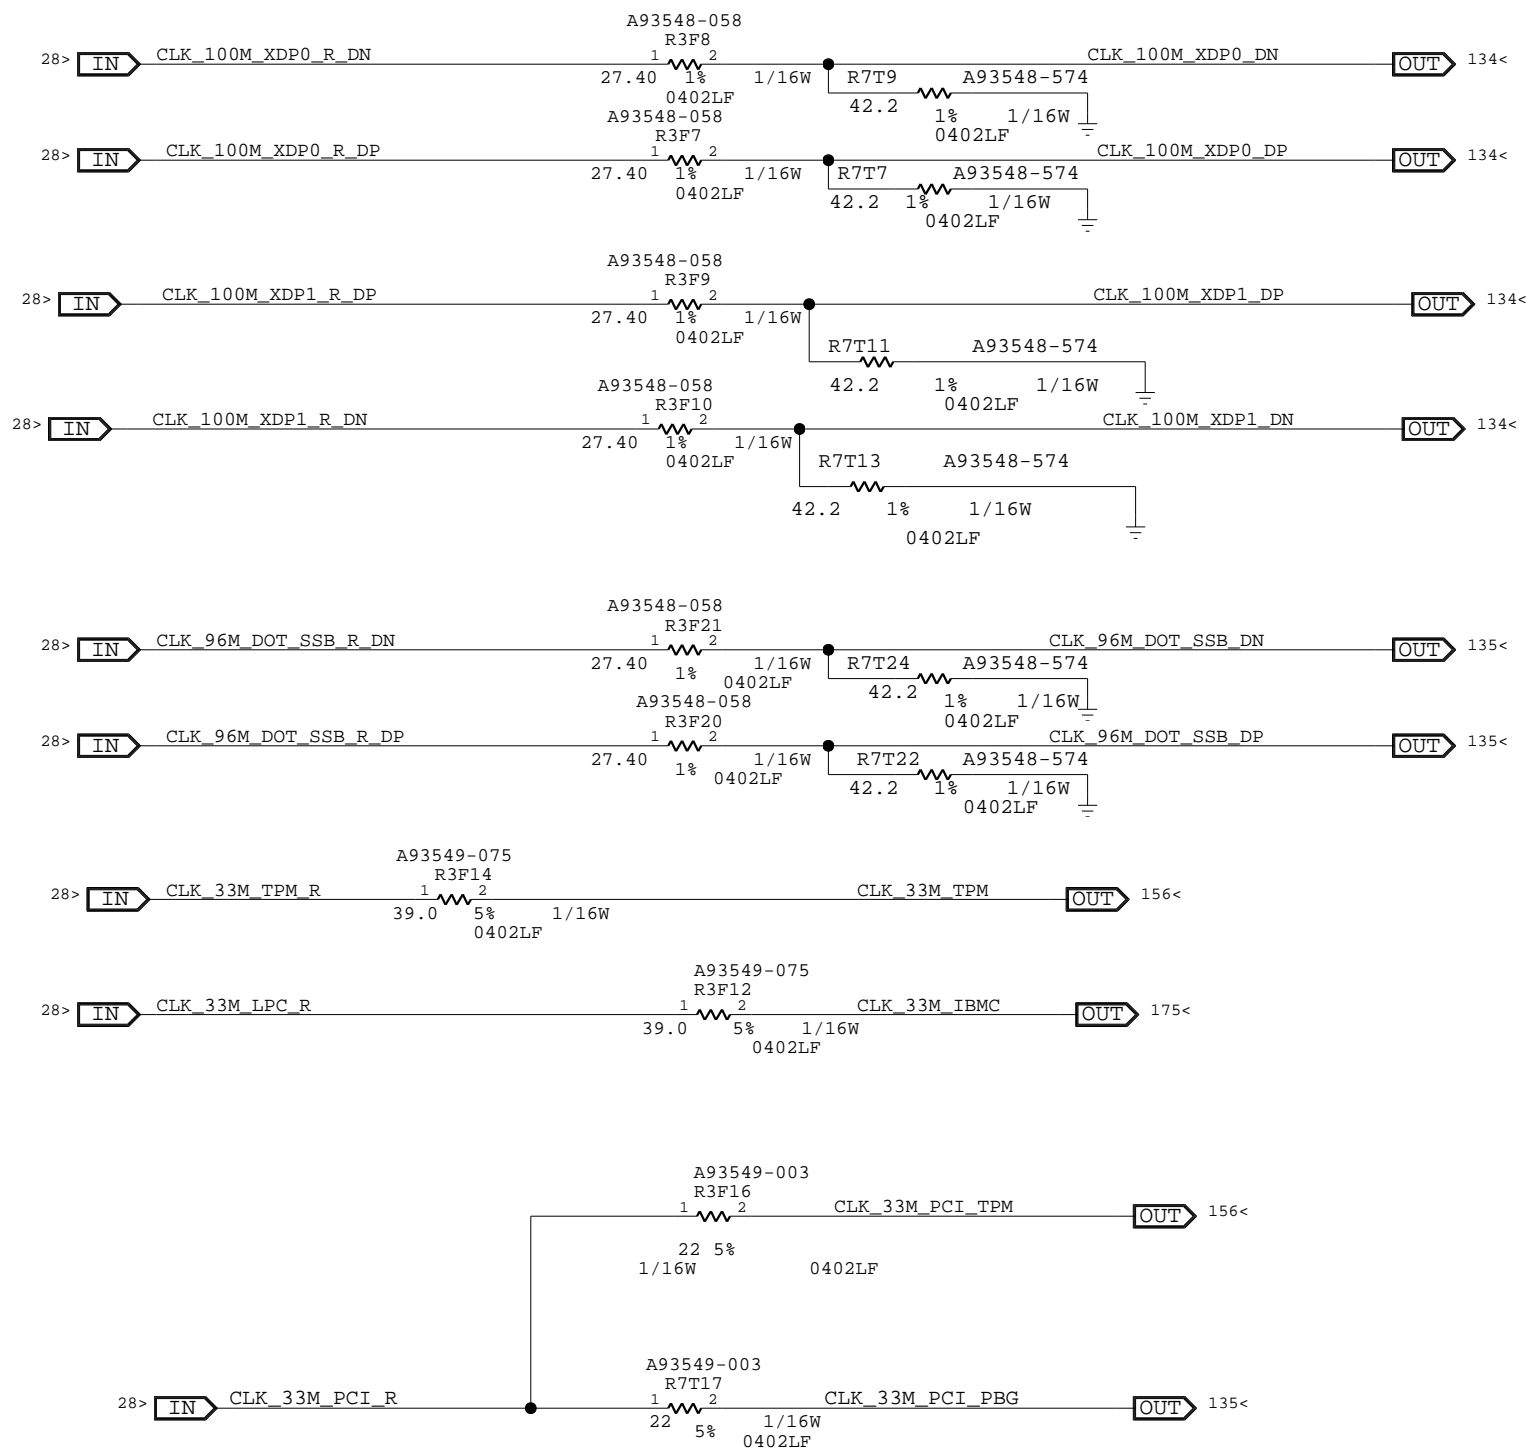 A93548-058
R3F8
28> IN CLK_100M_XDP0_R_DN 1 2 CLK_100M_XDP0_DN OUT 134<
27.40 1% 1/16W R7T9 A93548-574
0402LF 42.2 1% 1/16W
0402LF
A93548-058
R3F7
28> IN CLK_100M_XDP0_R_DP 1 2 CLK_100M_XDP0_DP OUT 134<
27.40 1% 1/16W R7T7 A93548-574
0402LF 42.2 1% 1/16W
0402LF
A93548-058
R3F9
28> IN CLK_100M_XDP1_R_DP 1 2 CLK_100M_XDP1_DP OUT 134<
27.40 1% 1/16W
0402LF
R7T11 A93548-574
42.2 1% 1/16W
0402LF
A93548-058
R3F10
28> IN CLK_100M_XDP1_R_DN 1 2 CLK_100M_XDP1_DN OUT 134<
27.40 1% 1/16W
0402LF
R7T13 A93548-574
42.2 1% 1/16W
0402LF
A93548-058
R3F21
28> IN CLK_96M_DOT_SSB_R_DN 1 2 CLK_96M_DOT_SSB_DN OUT 135<
27.40 1% 1/16W R7T24 A93548-574
0402LF 42.2 1% 1/16W
0402LF
A93548-058
R3F20
28> IN CLK_96M_DOT_SSB_R_DP 1 2 CLK_96M_DOT_SSB_DP OUT 135<
27.40 1% 1/16W R7T22 A93548-574
0402LF 42.2 1% 1/16W
0402LF
A93549-075
R3F14
28> IN CLK_33M_TPM_R 1 2 CLK_33M_TPM OUT 156<
39.0 5% 1/16W
0402LF
A93549-075
R3F12
28> IN CLK_33M_LPC_R 1 2 CLK_33M_IBMC OUT 175<
39.0 5% 1/16W
0402LF
A93549-003
R3F16
1 2 CLK_33M_PCI_TPM OUT 156<
22 5%
1/16W 0402LF
A93549-003
R7T17
28> IN CLK_33M_PCI_R 1 2 CLK_33M_PCI_PBG OUT 135<
22 5% 1/16W
0402LF